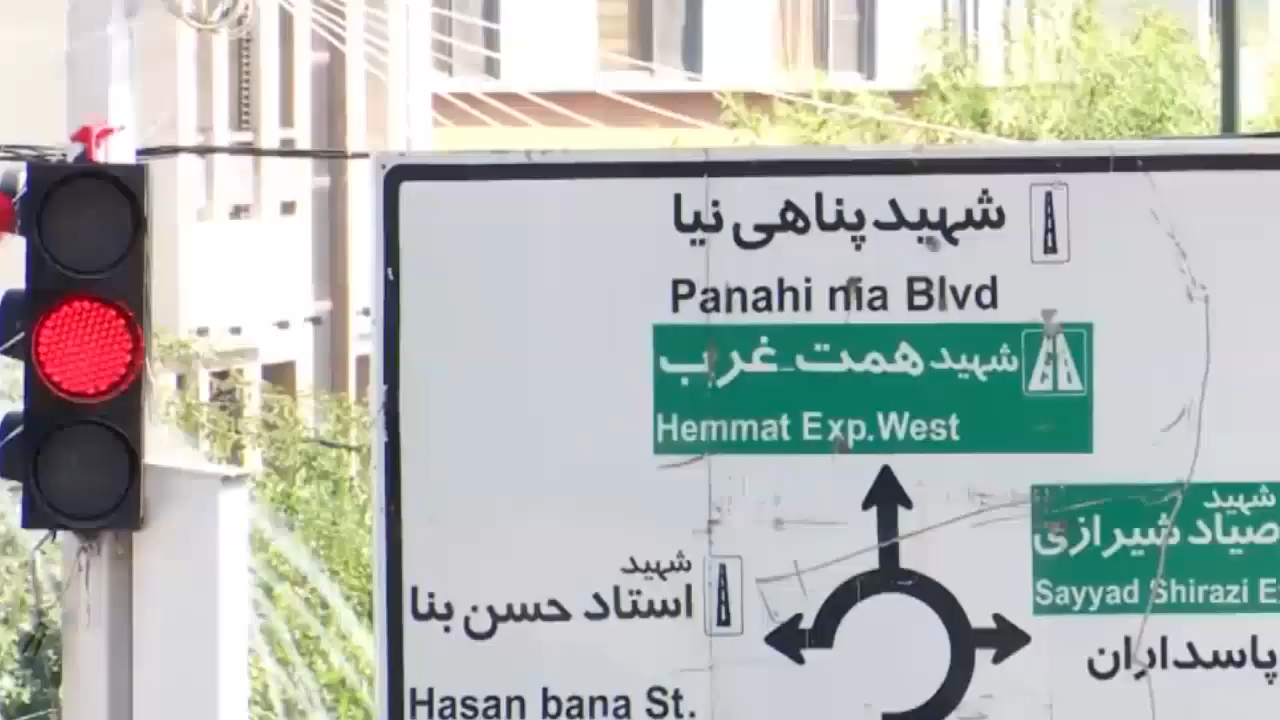 شهید پناهی نیا
Panahi nia Blvd
شهید همت غرب
Hemmat Exp.West
شهید
صیاد شیرازی
Sayyad Shirazi E
پاسداران
شهید
استاد حسن بنا
Hasan bana St.